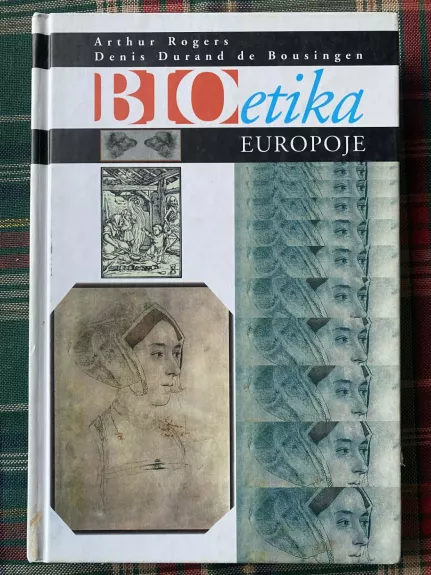 Arthur Rogers
Denis Durand de Bousingen
BIOetika
EUROPOJE